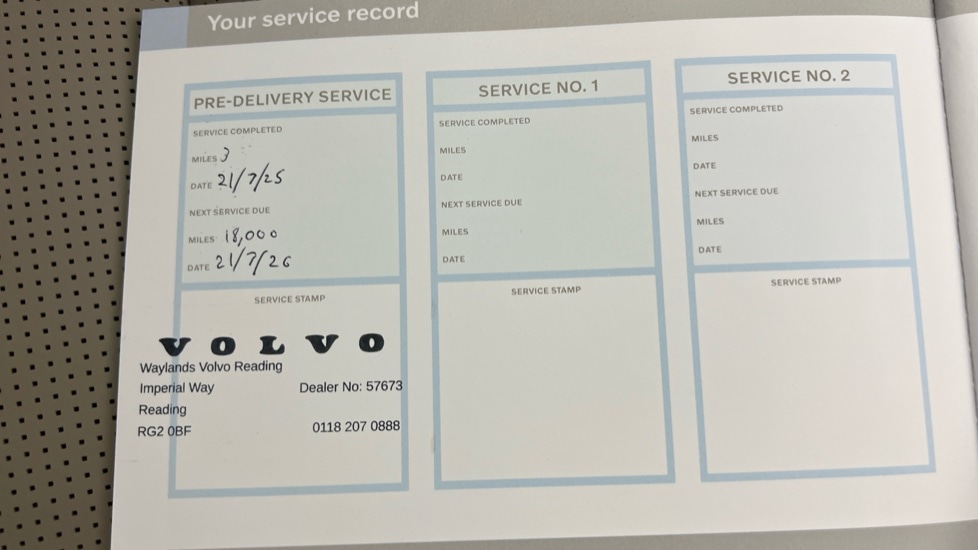 Your service record
PRE-DELIVERY SERVICE
SERVICE COMPLETED
MILES 3
DATE 21/7/25
NEXT SERVICE DUE
MILES 18,000
DATE 21/7/26
SERVICE STAMP
VOLVO
Waylands Volvo Reading
Imperial Way Dealer No: 57673
Reading
RG2 0BF 0118 207 0888
SERVICE NO. 1
SERVICE COMPLETED
MILES
DATE
NEXT SERVICE DUE
MILES
DATE
SERVICE STAMP
SERVICE NO. 2
SERVICE COMPLETED
MILES
DATE
NEXT SERVICE DUE
MILES
DATE
SERVICE STAMP